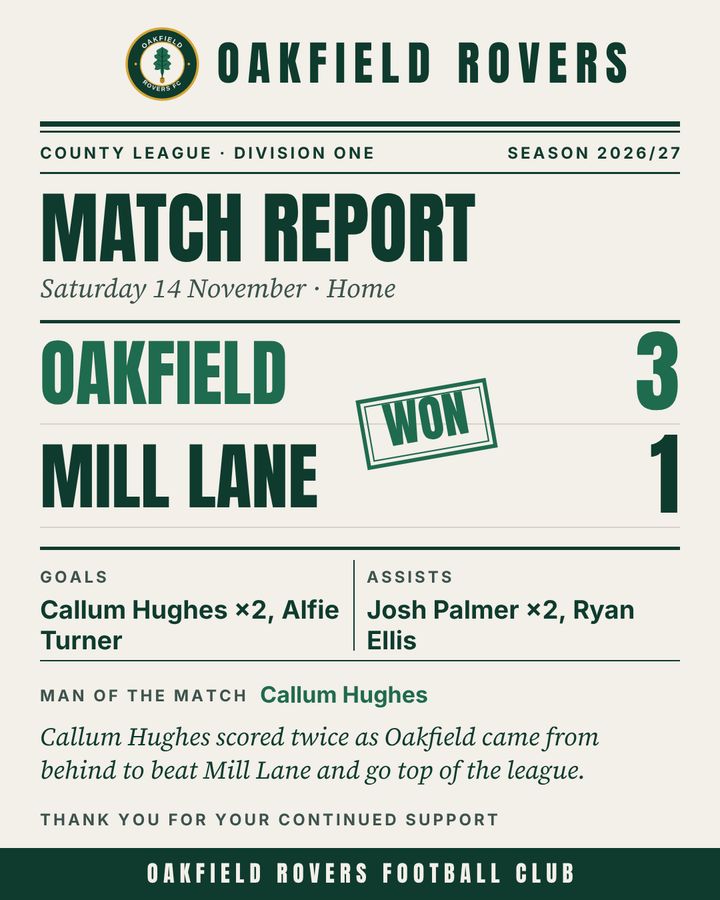 OAKFIELD
ROVERS FC
OAKFIELD ROVERS
COUNTY LEAGUE · DIVISION ONE
SEASON 2026/27
MATCH REPORT
Saturday 14 November · Home
OAKFIELD 3
WON
MILL LANE 1
GOALS
Callum Hughes ×2, Alfie
Turner
ASSISTS
Josh Palmer ×2, Ryan
Ellis
MAN OF THE MATCH Callum Hughes
Callum Hughes scored twice as Oakfield came from
behind to beat Mill Lane and go top of the league.
THANK YOU FOR YOUR CONTINUED SUPPORT
OAKFIELD ROVERS FOOTBALL CLUB